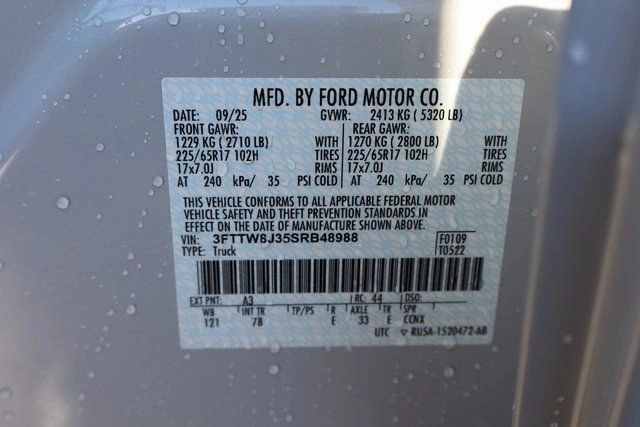 MFD. BY FORD MOTOR CO.
DATE: 09/25 GVWR: 2413 KG ( 5320 LB)
FRONT GAWR: REAR GAWR:
1229 KG ( 2710 LB) WITH 1270 KG ( 2800 LB) WITH
225/65R17 102H TIRES 225/65R17 102H TIRES
17x7.0J RIMS 17x7.0J RIMS
AT 240 kPa/ 35 PSI COLD AT 240 kPa/ 35 PSI COLD
THIS VEHICLE CONFORMS TO ALL APPLICABLE FEDERAL MOTOR
VEHICLE SAFETY AND THEFT PREVENTION STANDARDS IN
EFFECT ON THE DATE OF MANUFACTURE SHOWN ABOVE.
VIN: 3FTTW8J35SRB48988 F0109
TYPE: Truck T0522
EXT PNT: A3 RC: 44 DSO:
WB INT TR TP/PS R AXLE TR SPR
121 7B E 33 E CCNX
UTC ▽ RUSA-1520472-AB